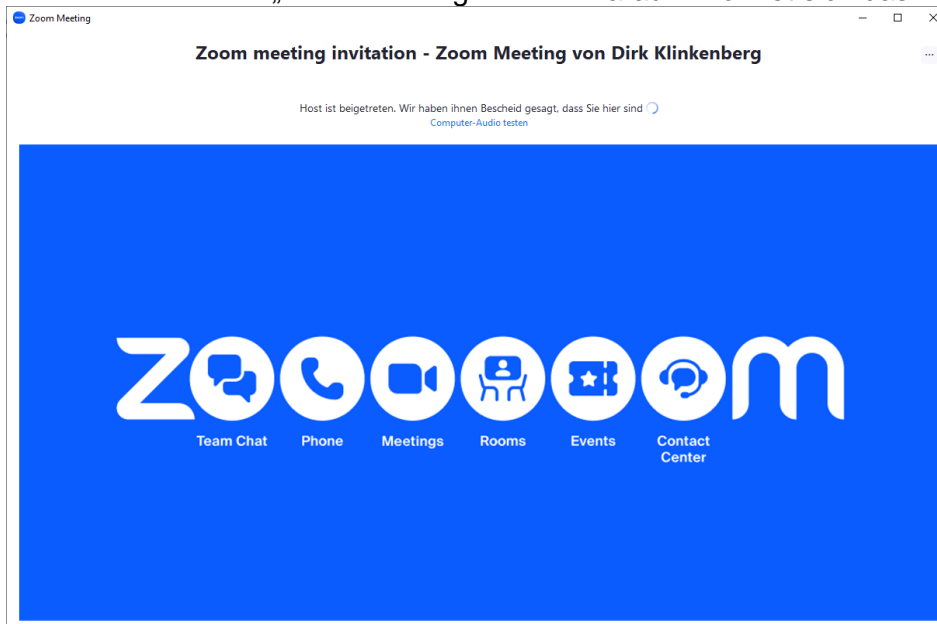 Zoom Meeting
Zoom meeting invitation - Zoom Meeting von Dirk Klinkenberg
Host ist beigetreten. Wir haben ihnen Bescheid gesagt, dass Sie hier sind
Computer-Audio testen
zoooooom
Team Chat
Phone
Meetings
Rooms
Events
Contact
Center